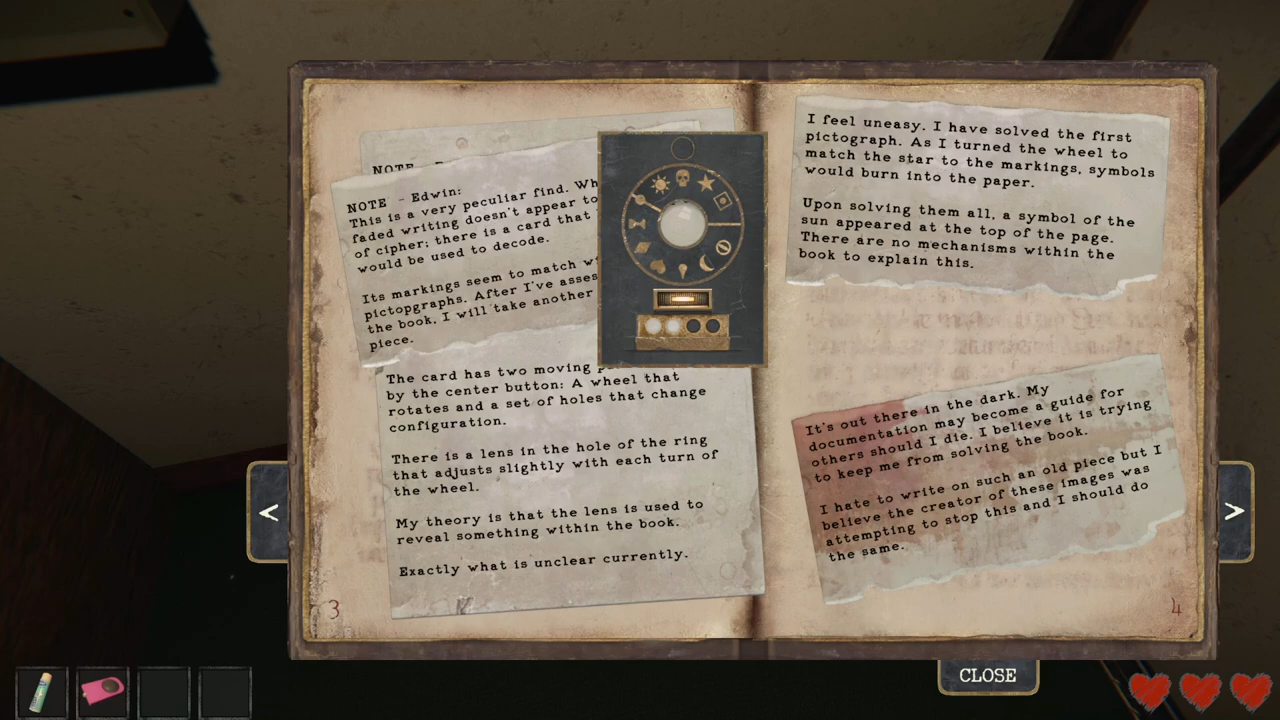 NOTE
NOTE - Edwin:
This is a very peculiar find.
faded writing doesn't appear to
of cipher; there is a card that
would be used to decode.
Its markings seem to match
pictopgraphs. After I've
the book, I will take another
piece.
The card has two moving
by the center button: A wheel that
rotates and a set of holes that change
configuration.
There is a lens in the hole of the ring
that adjusts slightly with each turn of
the wheel.
My theory is that the lens is used to
reveal something within the book.
Exactly what is unclear currently.
3
I feel uneasy. I have solved the first
pictograph. As I turned the wheel to
match the star to the markings, symbols
would burn into the paper.
Upon solving them all, a symbol of the
sun appeared at the top of the page.
There are no mechanisms within the
book to explain this.
It's out there in the dark. My
documentation may become a guide for
others should I die. I believe it is trying
to keep me from solving the book.
I hate to write on such an old piece but I
believe the creator of these images was
attempting to stop this and I should do
the same.
4
<
>
CLOSE